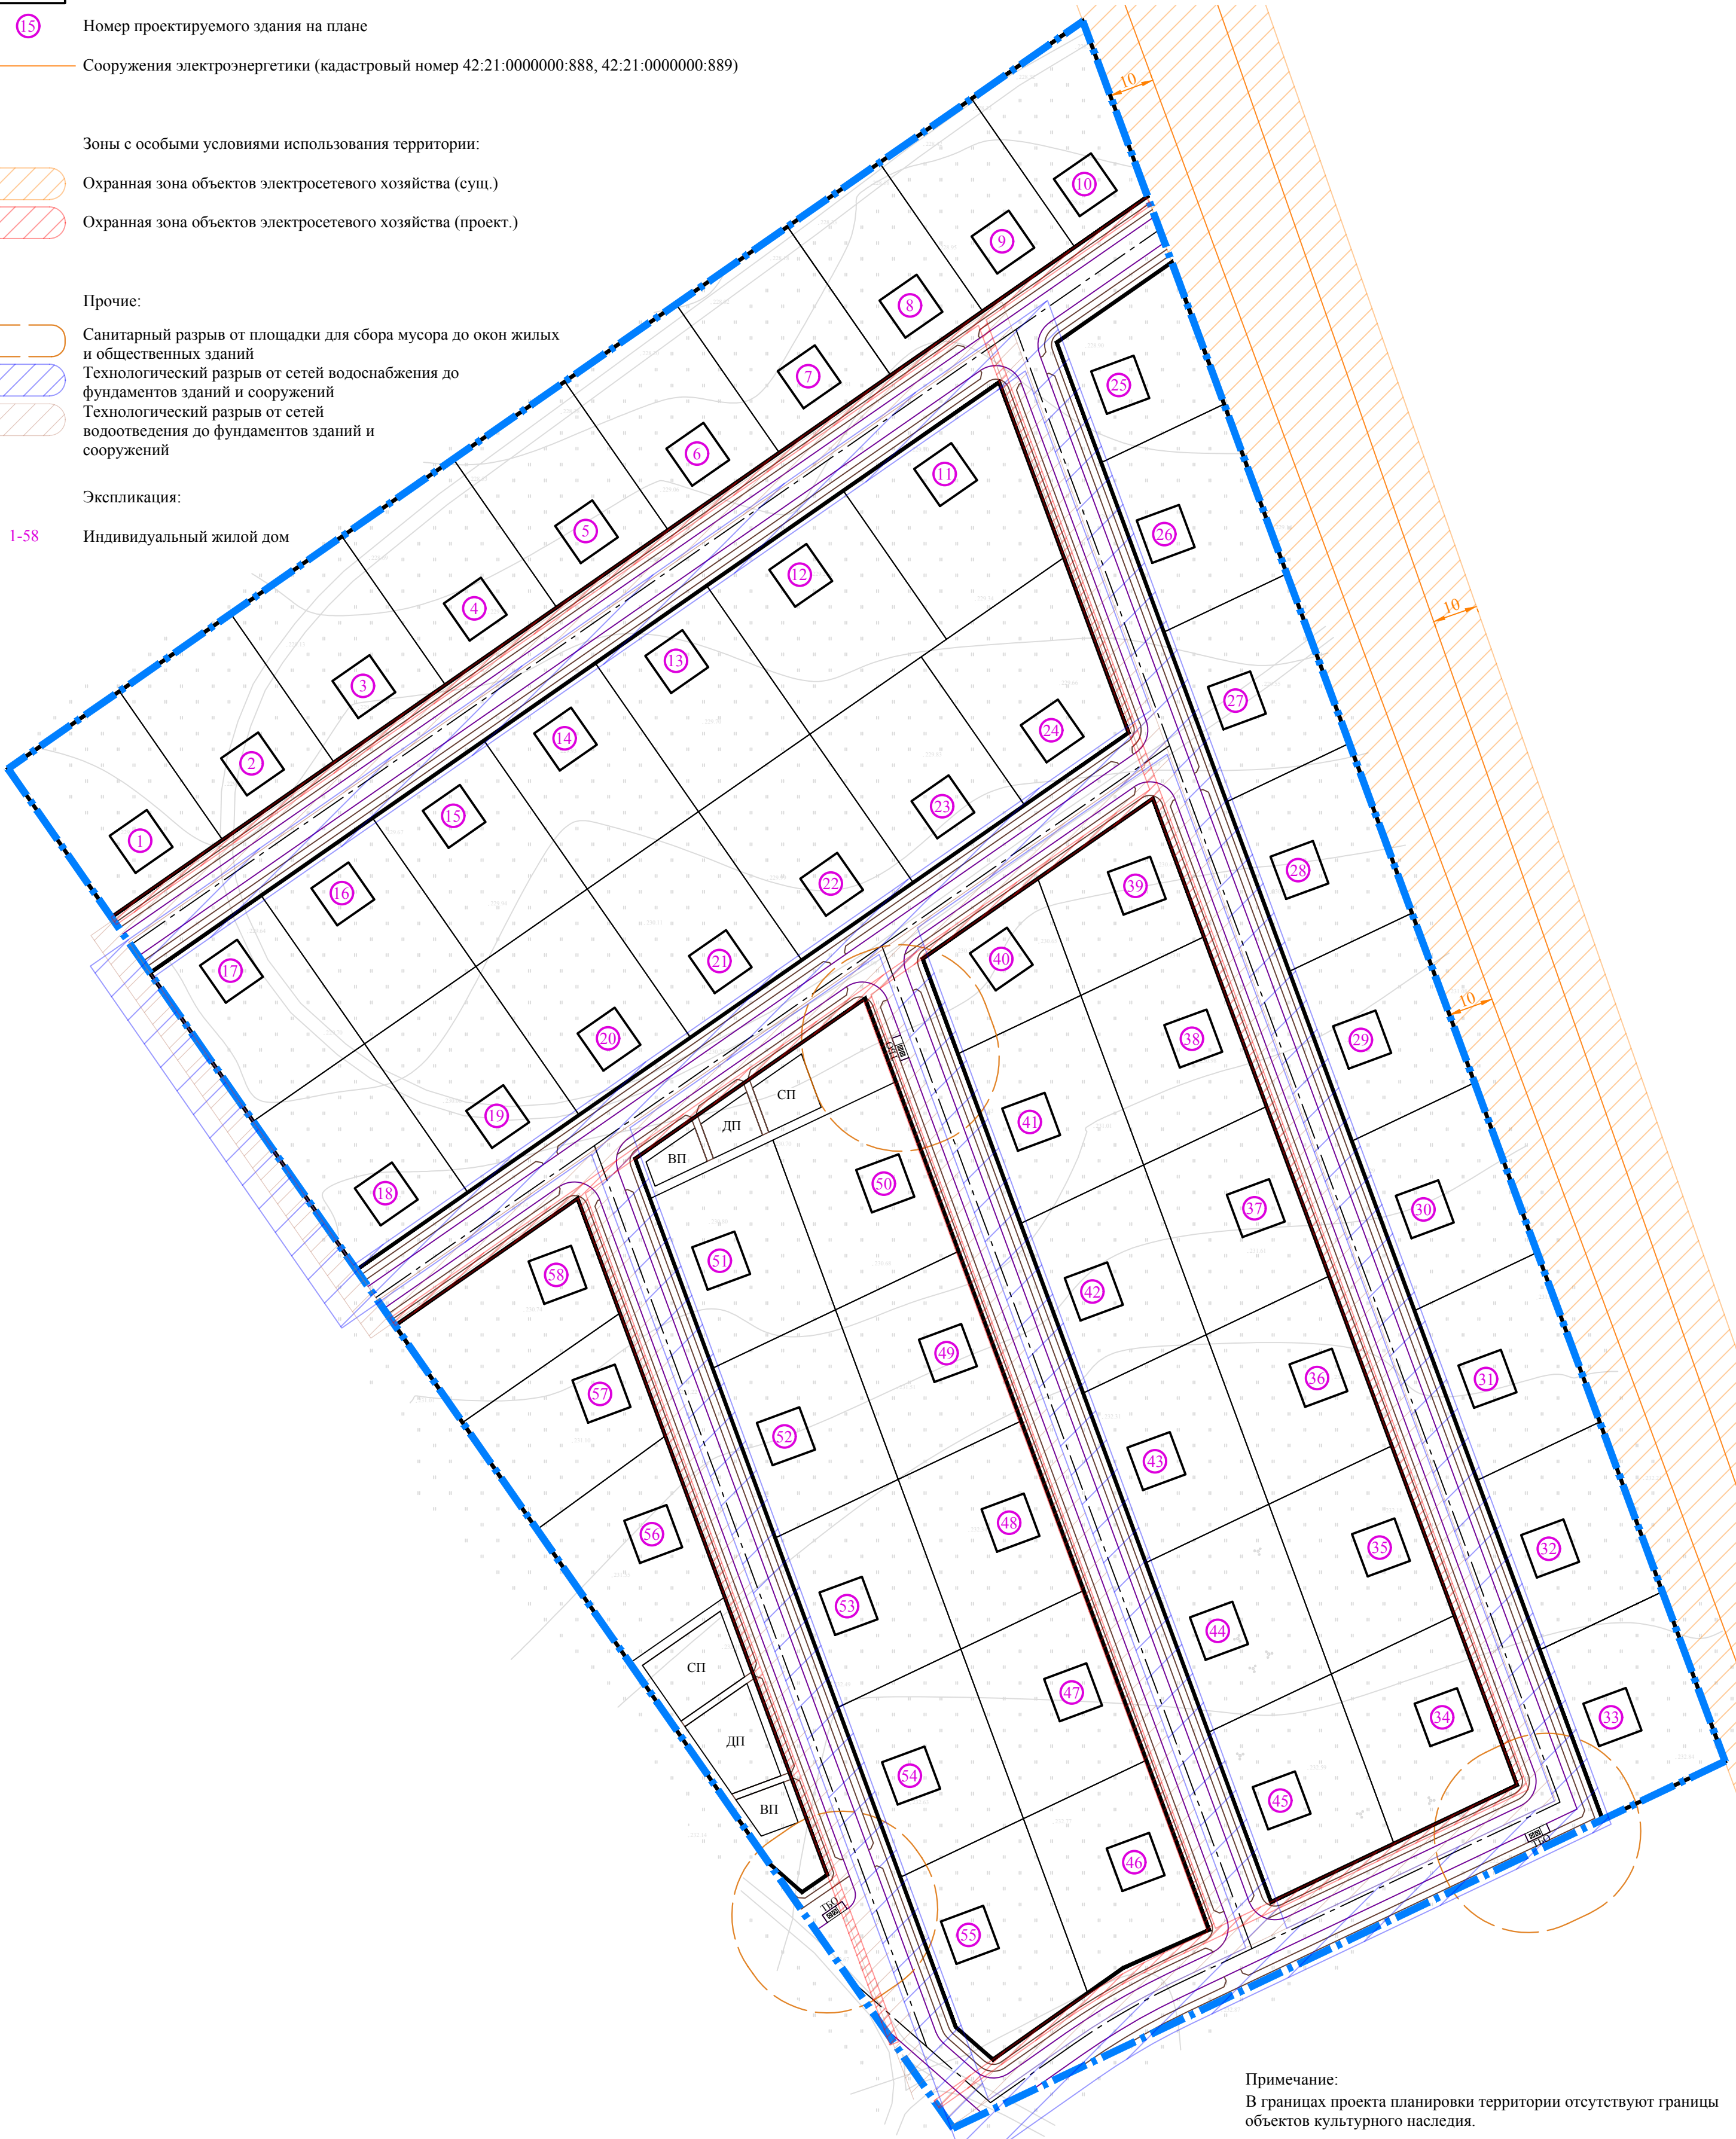 15 Номер проектируемого здания на плане
Сооружения электроэнергетики (кадастровый номер 42:21:0000000:888, 42:21:0000000:889)
Зоны с особыми условиями использования территории:
Охранная зона объектов электросетевого хозяйства (сущ.)
Охранная зона объектов электросетевого хозяйства (проект.)
Прочие:
Санитарный разрыв от площадки для сбора мусора до окон жилых
и общественных зданий
Технологический разрыв от сетей водоснабжения до
фундаментов зданий и сооружений
Технологический разрыв от сетей
водоотведения до фундаментов зданий и
сооружений
Экспликация:
1-58 Индивидуальный жилой дом
10
10
10
1
2
3
4
5
6
7
8
9
10
11
12
13
14
15
16
17
18
19
20
21
22
23
24
25
26
27
28
29
30
31
32
33
34
35
36
37
38
39
40
41
42
43
44
45
46
47
48
49
50
51
52
53
54
55
56
57
58
СП
ДП
ВП
ТБО
СП
ДП
ВП
ТБО
ТБО
Примечание:
В границах проекта планировки территории отсутствуют границы
объектов культурного наследия.